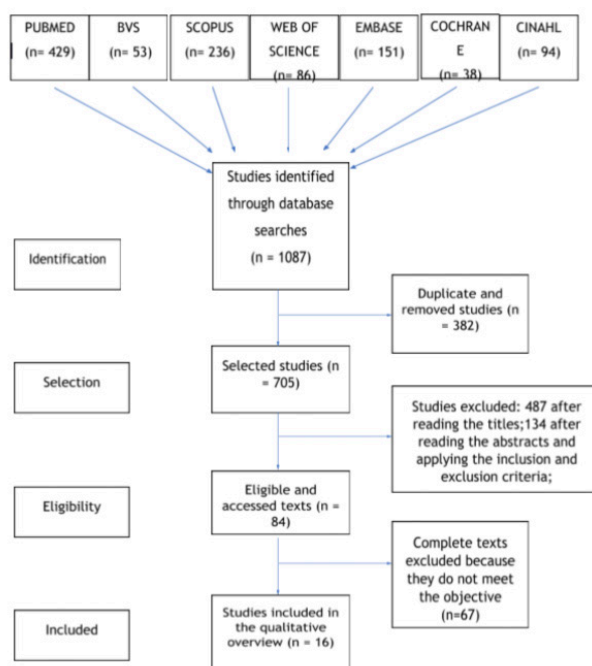 PUBMED
(n= 429)
BVS
(n= 53)
SCOPUS
(n= 236)
WEB OF
SCIENCE
(n= 86)
EMBASE
(n= 151)
COCHRAN
E
(n= 38)
CINAHL
(n= 94)
Studies identified
through database
searches
(n = 1087)
Identification
Duplicate and
removed studies (n
= 382)
Selection
Selected studies (n
= 705)
Studies excluded: 487 after
reading the titles;134 after
reading the abstracts and
applying the inclusion and
exclusion criteria;
Eligibility
Eligible and
accessed texts (n =
84)
Complete texts
excluded because
they do not meet
the objective
(n=67)
Included
Studies included in
the qualitative
overview (n = 16)